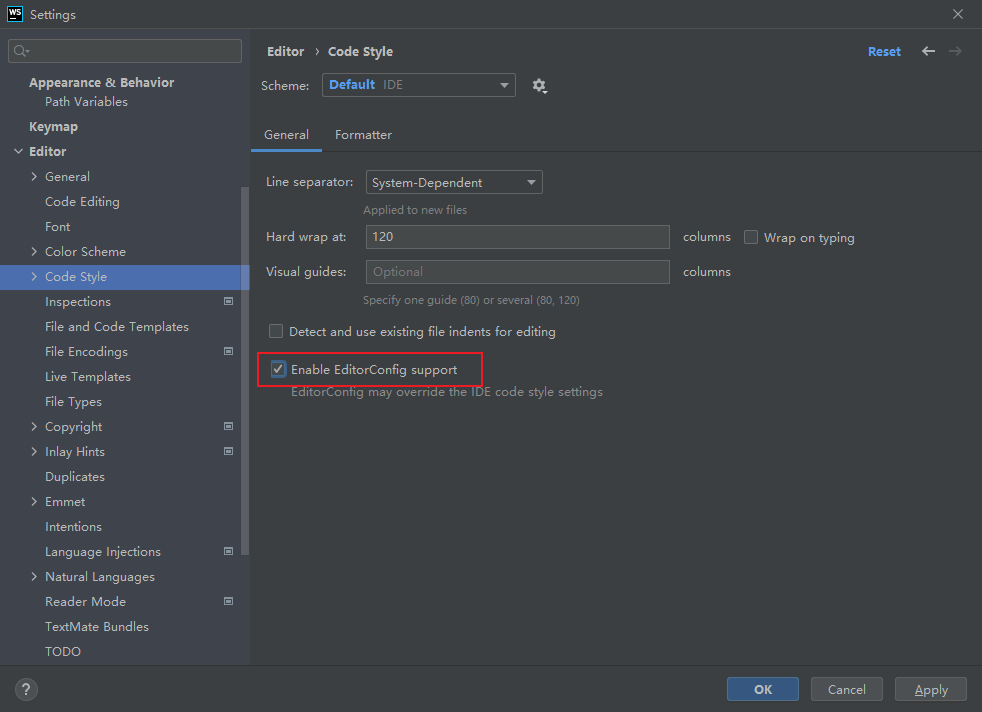 WS Settings
Appearance & Behavior
Path Variables
Keymap
Editor
General
Code Editing
Font
Color Scheme
Code Style
Inspections
File and Code Templates
File Encodings
Live Templates
File Types
Copyright
Inlay Hints
Duplicates
Emmet
Intentions
Language Injections
Natural Languages
Reader Mode
TextMate Bundles
TODO
?
Editor › Code Style Reset
Scheme: Default IDE
General Formatter
Line separator: System-Dependent
Applied to new files
Hard wrap at: 120 columns Wrap on typing
Visual guides: Optional columns
Specify one guide (80) or several (80, 120)
Detect and use existing file indents for editing
Enable EditorConfig support
EditorConfig may override the IDE code style settings
OK Cancel Apply